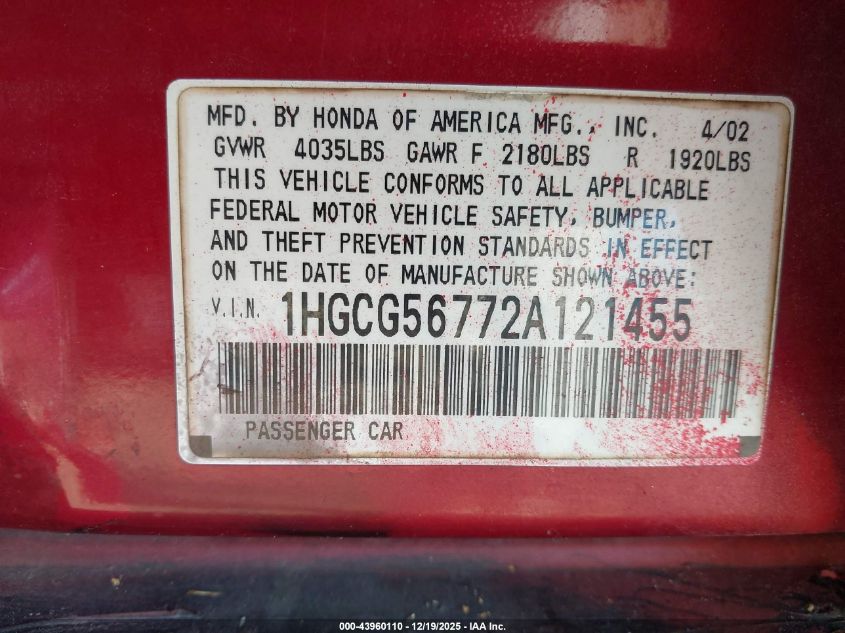 MFD. BY HONDA OF AMERICA MFG., INC. 4/02
GVWR 4035LBS GAWR F 2180LBS R 1920LBS
THIS VEHICLE CONFORMS TO ALL APPLICABLE
FEDERAL MOTOR VEHICLE SAFETY, BUMPER,
AND THEFT PREVENTION STANDARDS IN EFFECT
ON THE DATE OF MANUFACTURE SHOWN ABOVE:
V.I.N. 1HGCG56772A121455
PASSENGER CAR
000-43960110 - 12/19/2025 - IAA Inc.